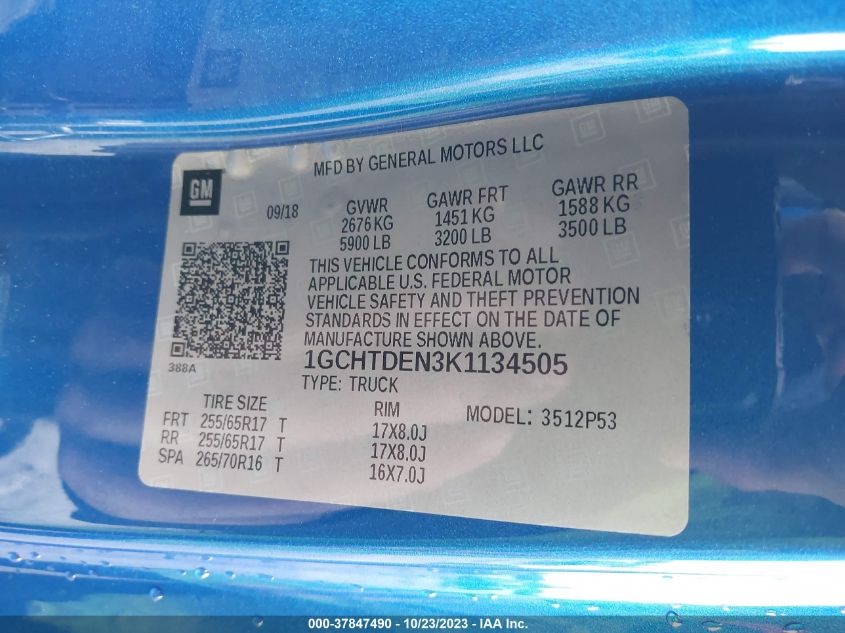 MFD BY GENERAL MOTORS LLC
GM
09/18
GVWR GAWR FRT GAWR RR
2676 KG 1451 KG 1588 KG
5900 LB 3200 LB 3500 LB
THIS VEHICLE CONFORMS TO ALL
APPLICABLE U.S. FEDERAL MOTOR
VEHICLE SAFETY AND THEFT PREVENTION
STANDARDS IN EFFECT ON THE DATE OF
MANUFACTURE SHOWN ABOVE.
388A
1GCHTDEN3K1134505
TYPE: TRUCK
TIRE SIZE RIM MODEL: 3512P53
FRT 255/65R17 T 17X8.0J
RR 255/65R17 T 17X8.0J
SPA 265/70R16 T 16X7.0J
000-37847490 - 10/23/2023 - IAAI.COM